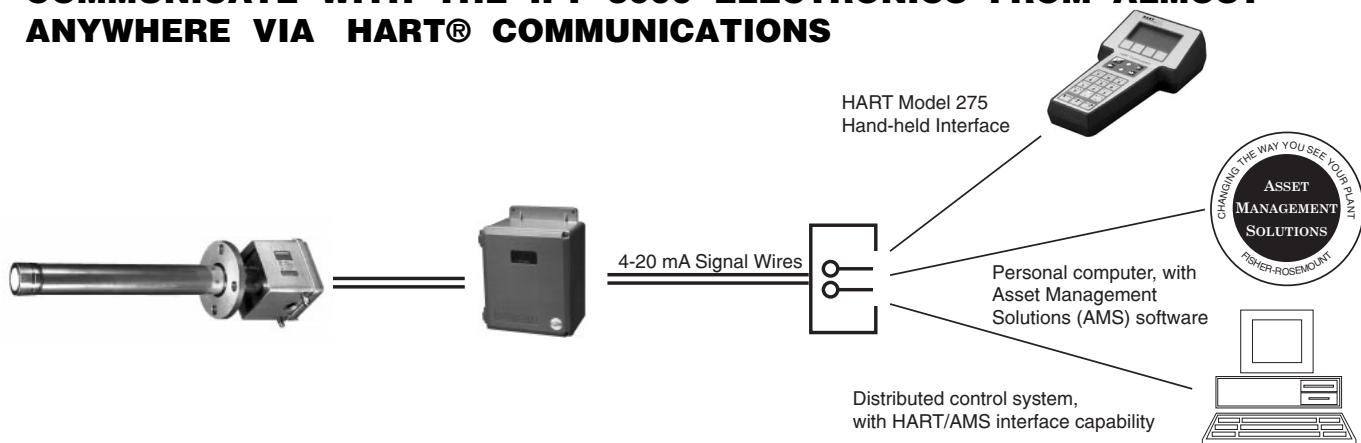 ANYWHERE VIA HART® COMMUNICATIONS
HART Model 275
Hand-held Interface
4-20 mA Signal Wires
CHANGING THE WAY YOU SEE YOUR PLANT
ASSET
MANAGEMENT
SOLUTIONS
FISHER-ROSEMOUNT
Personal computer, with
Asset Management
Solutions (AMS) software
Distributed control system,
with HART/AMS interface capability